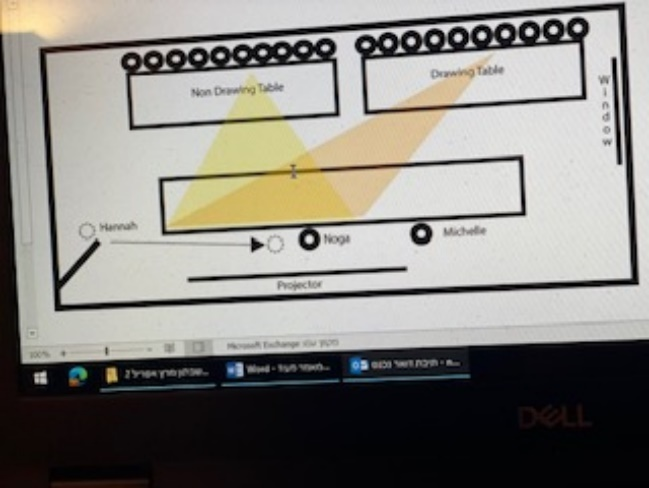 Non Drawing Table
Drawing Table
Window
Hannah
Noga
Michelle
Projector
100%
Microsoft Exchange
Word
DELL